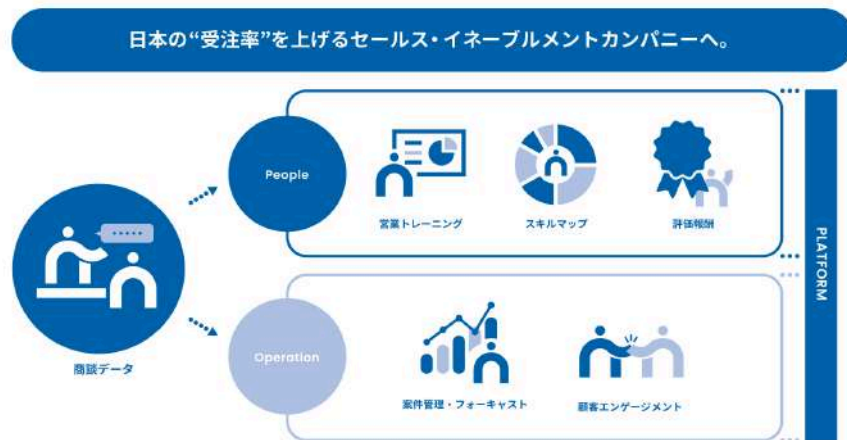 日本の“受注率”を上げるセールス・イネーブルメントカンパニーへ。
People
営業トレーニング
スキルマップ
評価報酬
商談データ
Operation
案件管理・フォーキャスト
顧客エンゲージメント
PLATFORM